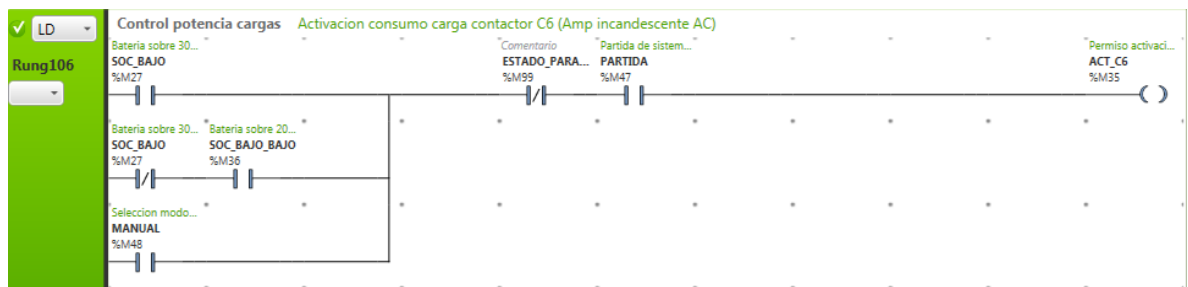 LD
Control potencia cargas Activacion consumo carga contactor C6 (Amp incandescente AC)
Rung106
Bateria sobre 30...
SOC_BAJO
%M27
Comentario
ESTADO_PARA...
%M99
Partida de sistem...
PARTIDA
%M47
Permiso activaci...
ACT_C6
%M35
Bateria sobre 30...
SOC_BAJO
%M27
Bateria sobre 20...
SOC_BAJO_BAJO
%M36
Seleccion modo...
MANUAL
%M48